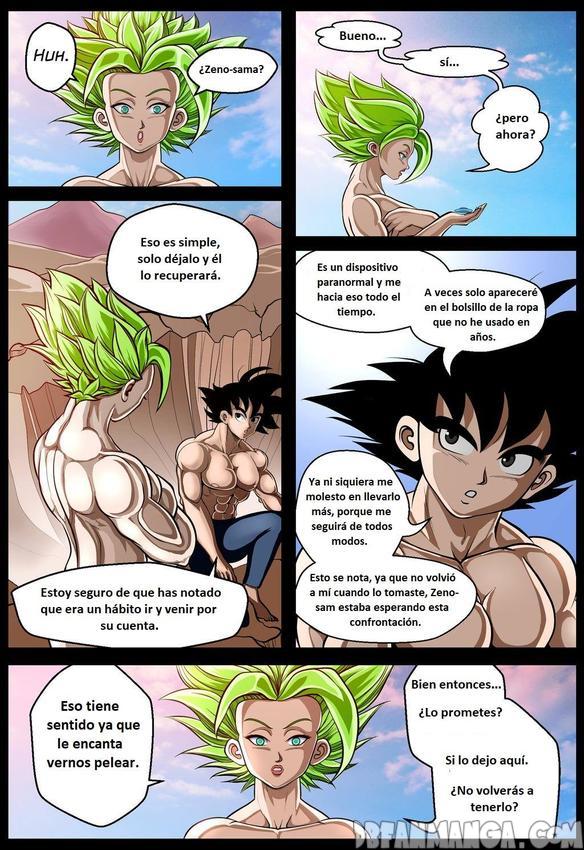 Huh.
¿Zeno-sama?
Bueno...
sí...
¿pero
ahora?
Eso es simple,
solo déjalo y él
lo recuperará.
Estoy seguro de que has notado
que era un hábito ir y venir por
su cuenta.
Es un dispositivo
paranormal y me
hacia eso todo el
tiempo.
A veces solo apareceré
en el bolsillo de la ropa
que no he usado en
años.
Ya ni siquiera me
molesto en llevarlo
más, porque me
seguirá de todos
modos.
Esto se nota, ya que no volvió
a mí cuando lo tomaste, Zeno-
sam estaba esperando esta
confrontación.
Eso tiene
sentido ya que
le encanta
vernos pelear.
Bien entonces...
¿Lo prometes?
Si lo dejo aquí.
¿No volverás a
tenerlo?
DBFANMANGA.COM